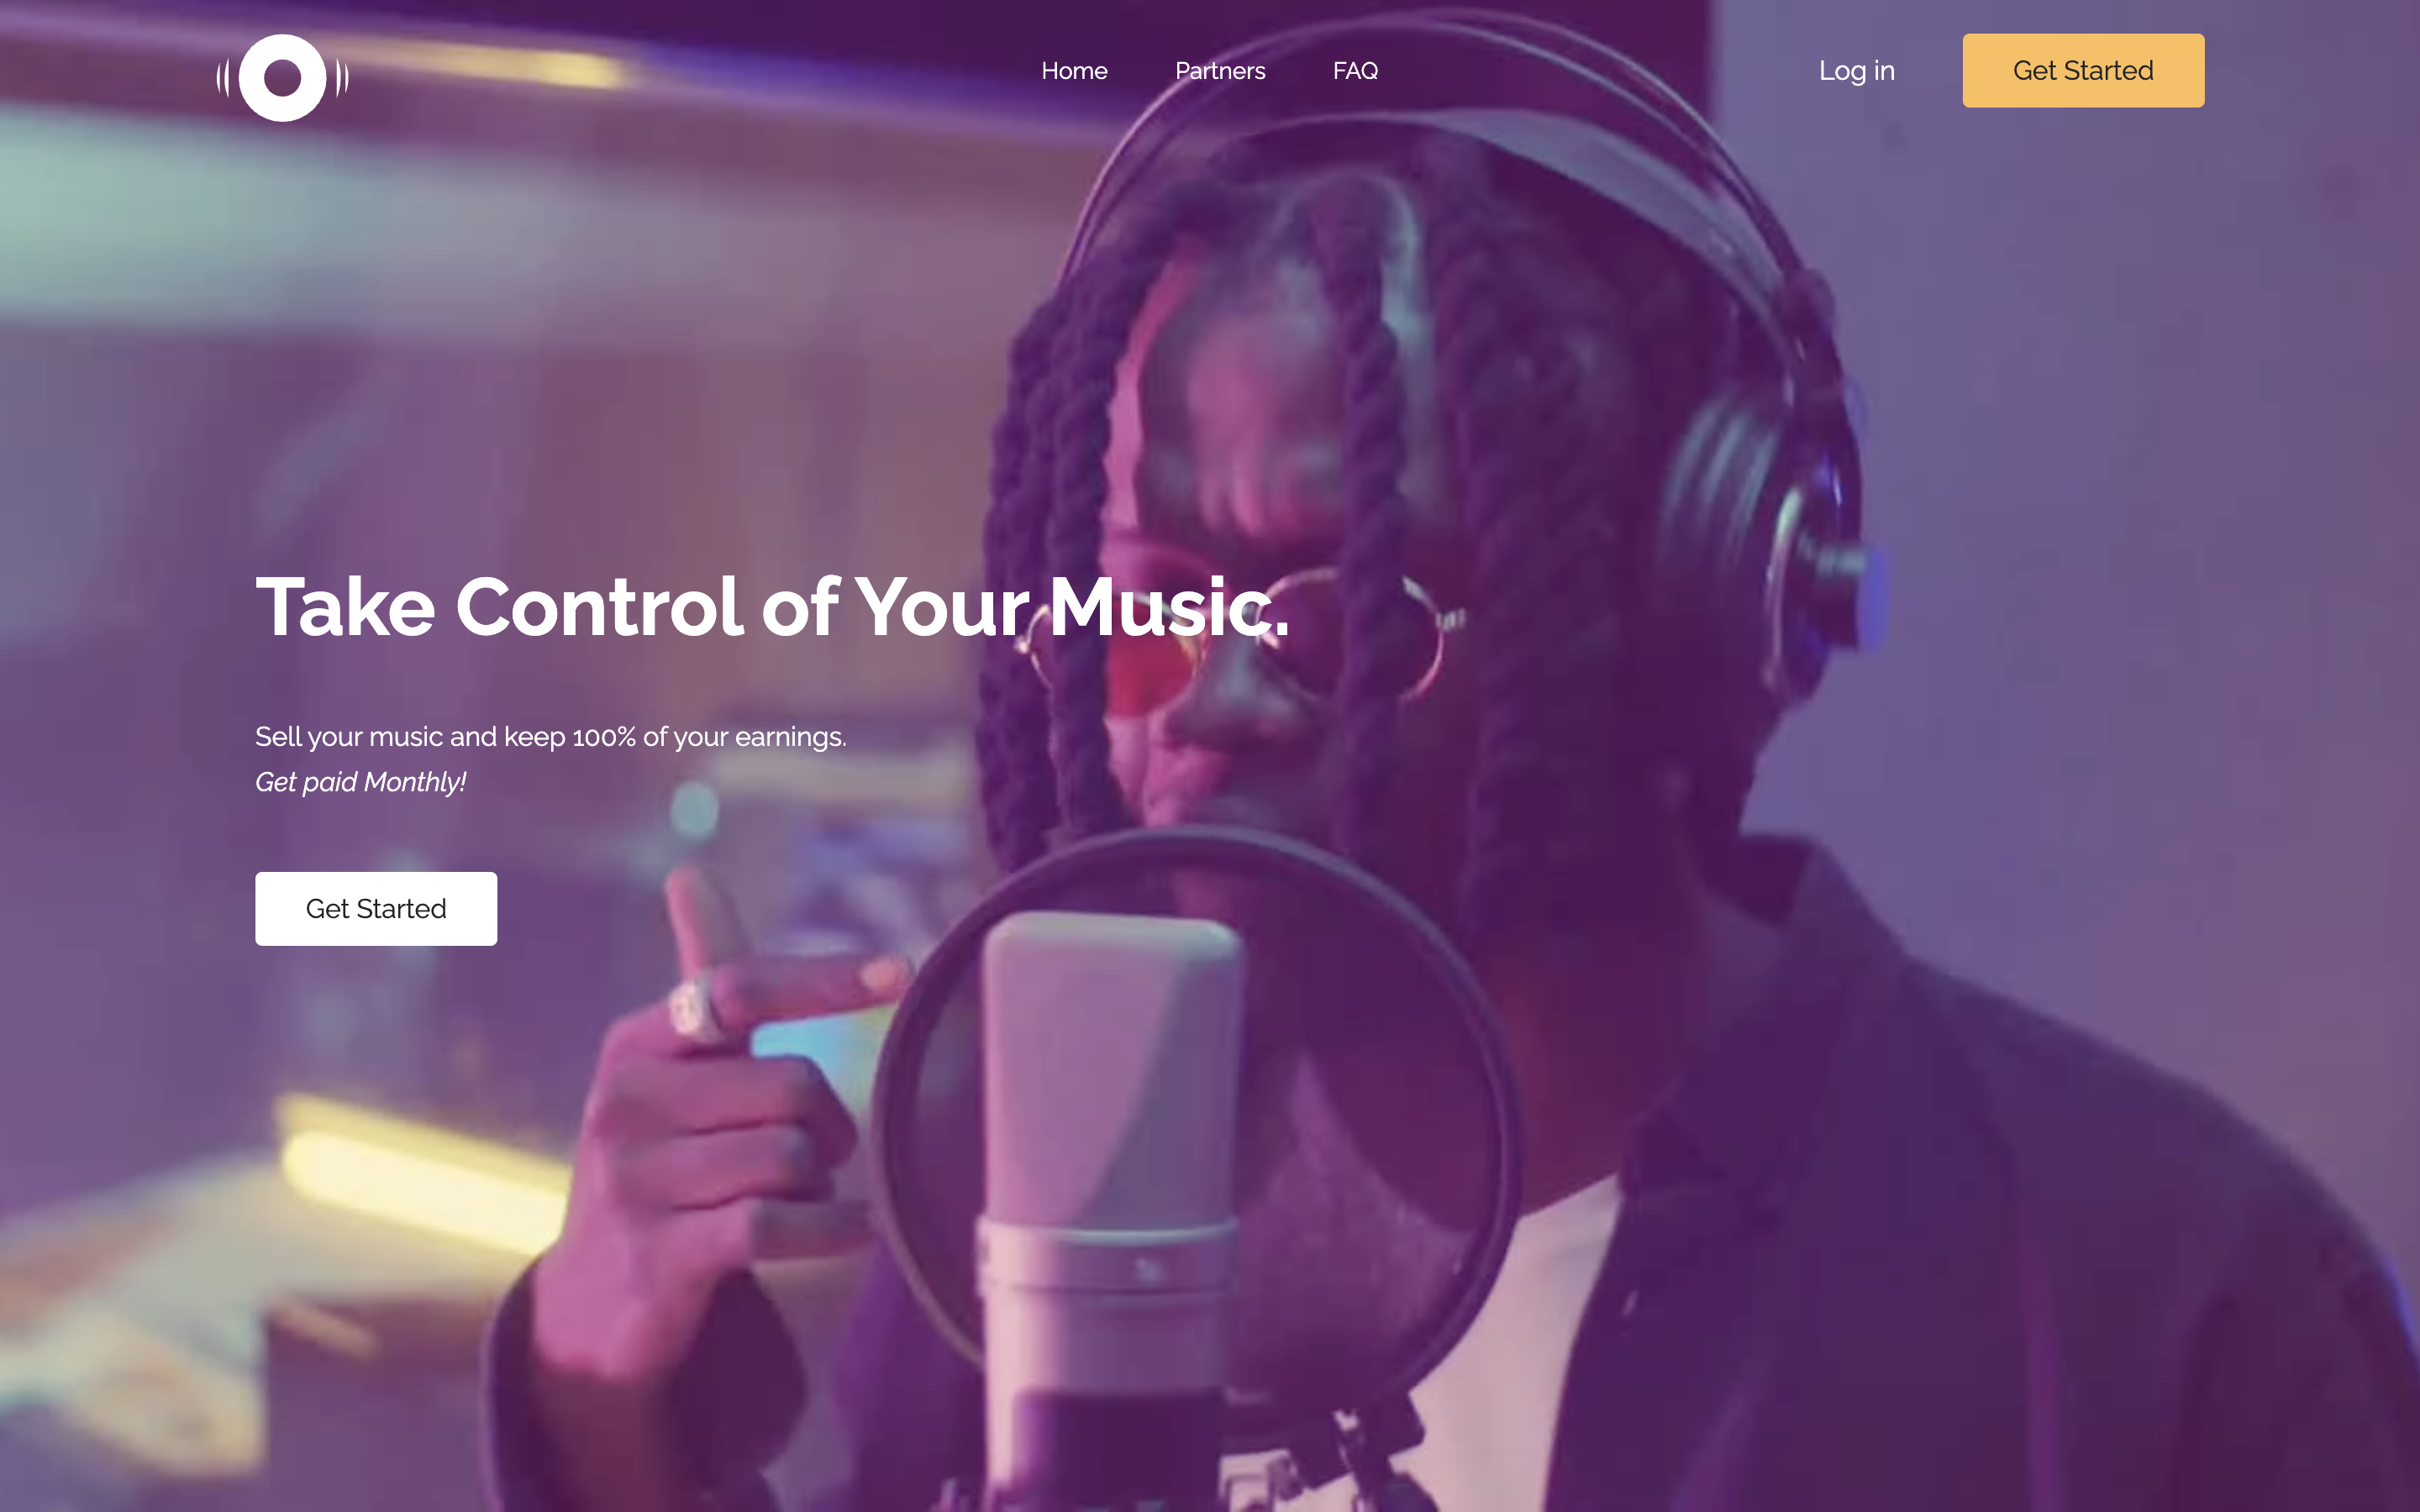 Home Partners FAQ Log in Get Started
Take Control of Your Music.
Sell your music and keep 100% of your earnings.
Get paid Monthly!
Get Started